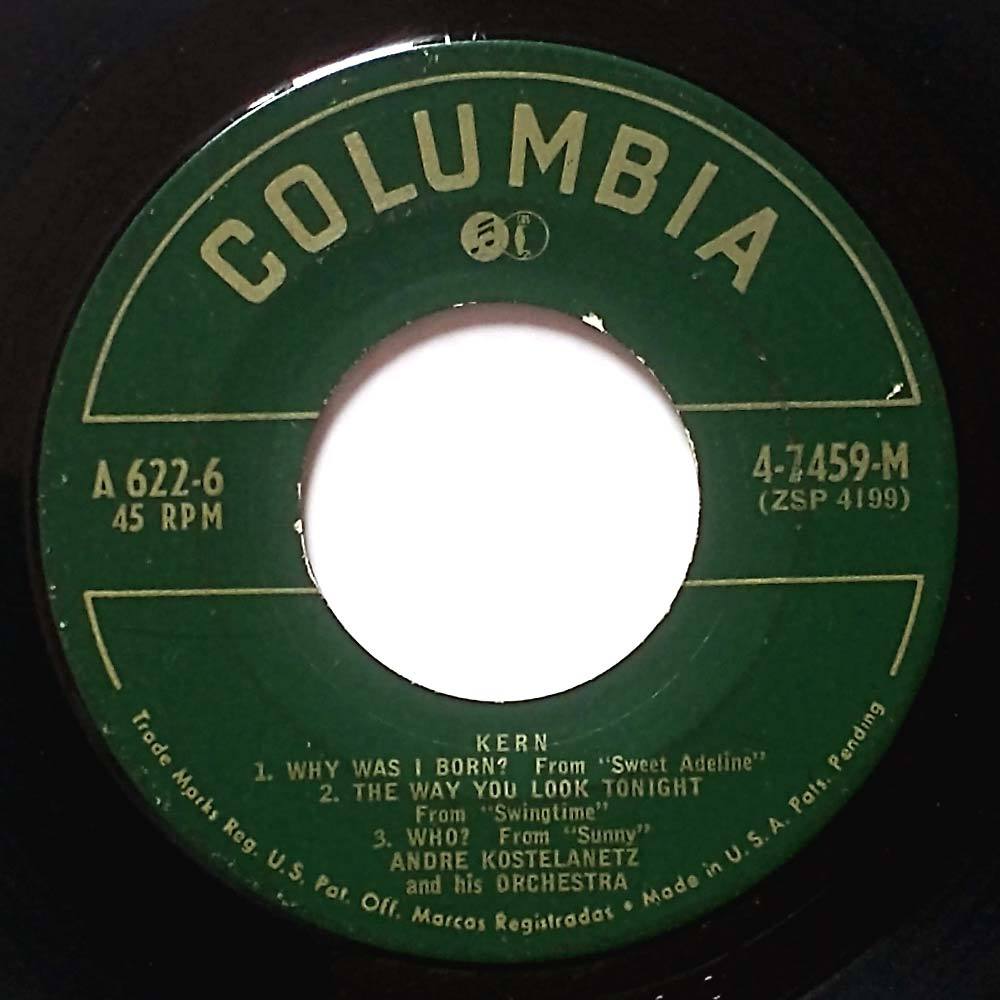 COLUMBIA
A 622-6
45 RPM
4-7459-M
(ZSP 4199)
KERN
1. WHY WAS I BORN? From "Sweet Adeline"
2. THE WAY YOU LOOK TONIGHT
From "Swingtime"
3. WHO? From "Sunny"
ANDRE KOSTELANETZ
and his ORCHESTRA
Trade Marks Reg. U.S. Pat. Off. Marcas Registradas • Made in U.S.A. Pats. Pending